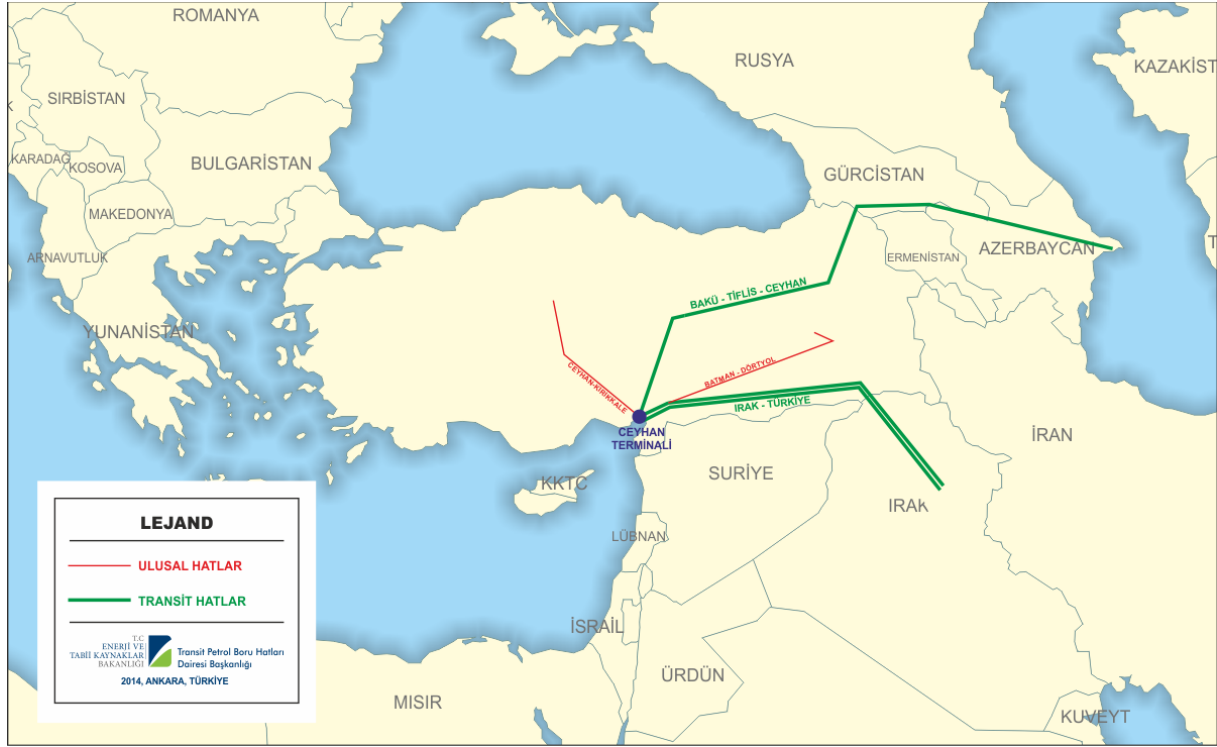 ROMANYA
RUSYA
KAZAKİST
SIRBİSTAN
K
KARADAĞ
KOSOVA
BULGARİSTAN
GÜRCİSTAN
MAKEDONYA
ARNAVUTLUK
ERMENİSTAN
AZERBAYCAN
T
YUNANİSTAN
BAKÜ - TİFLİS - CEYHAN
CEYHAN-KIRIKKALE
BATMAN - DÖRTYOL
IRAK - TÜRKİYE
CEYHAN
TERMİNALİ
İRAN
SURİYE
KKTC
IRAK
LÜBNAN
İSRAİL
ÜRDÜN
MISIR
KUVEYT
LEJAND
ULUSAL HATLAR
TRANSİT HATLAR
T.C
ENERJİ VE
TABİİ KAYNAKLAR
BAKANLIĞI
Transit Petrol Boru Hatları
Dairesi Başkanlığı
2014, ANKARA, TÜRKİYE